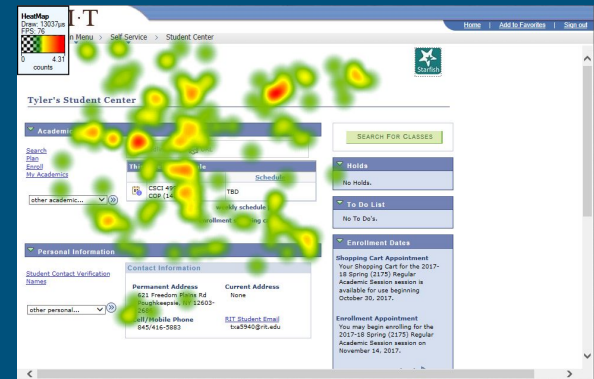 HeatMap
Draw: 13037µs
FPS: 76
0 4.31
counts
I·T
Home | Add to Favorites | Sign out
n Menu > Self Service > Student Center
Starfish
Tyler's Student Center
Academic
SEARCH FOR CLASSES
Search
Plan
Enroll
My Academics
other academic...
Thi
Schedule
CSCI 49
COP (14
TBD
weekly schedule
enrollment
Holds
No Holds.
To Do List
No To Do's.
Enrollment Dates
Shopping Cart Appointment
Your Shopping Cart for the 2017-
18 Spring (2175) Regular
Academic Session session is
available for use beginning
October 30, 2017.
Enrollment Appointment
You may begin enrolling for the
2017-18 Spring (2175) Regular
Academic Session session on
November 14, 2017.
Personal Information
Student Contact Verification
Names
other personal...
Contact Information
Permanent Address
621 Freedom Plains Rd
Poughkeepsie, NY 12603-
Current Address
None
ell/Mobile Phone
845/416-5883
RIT Student Email
txa5940@rit.edu